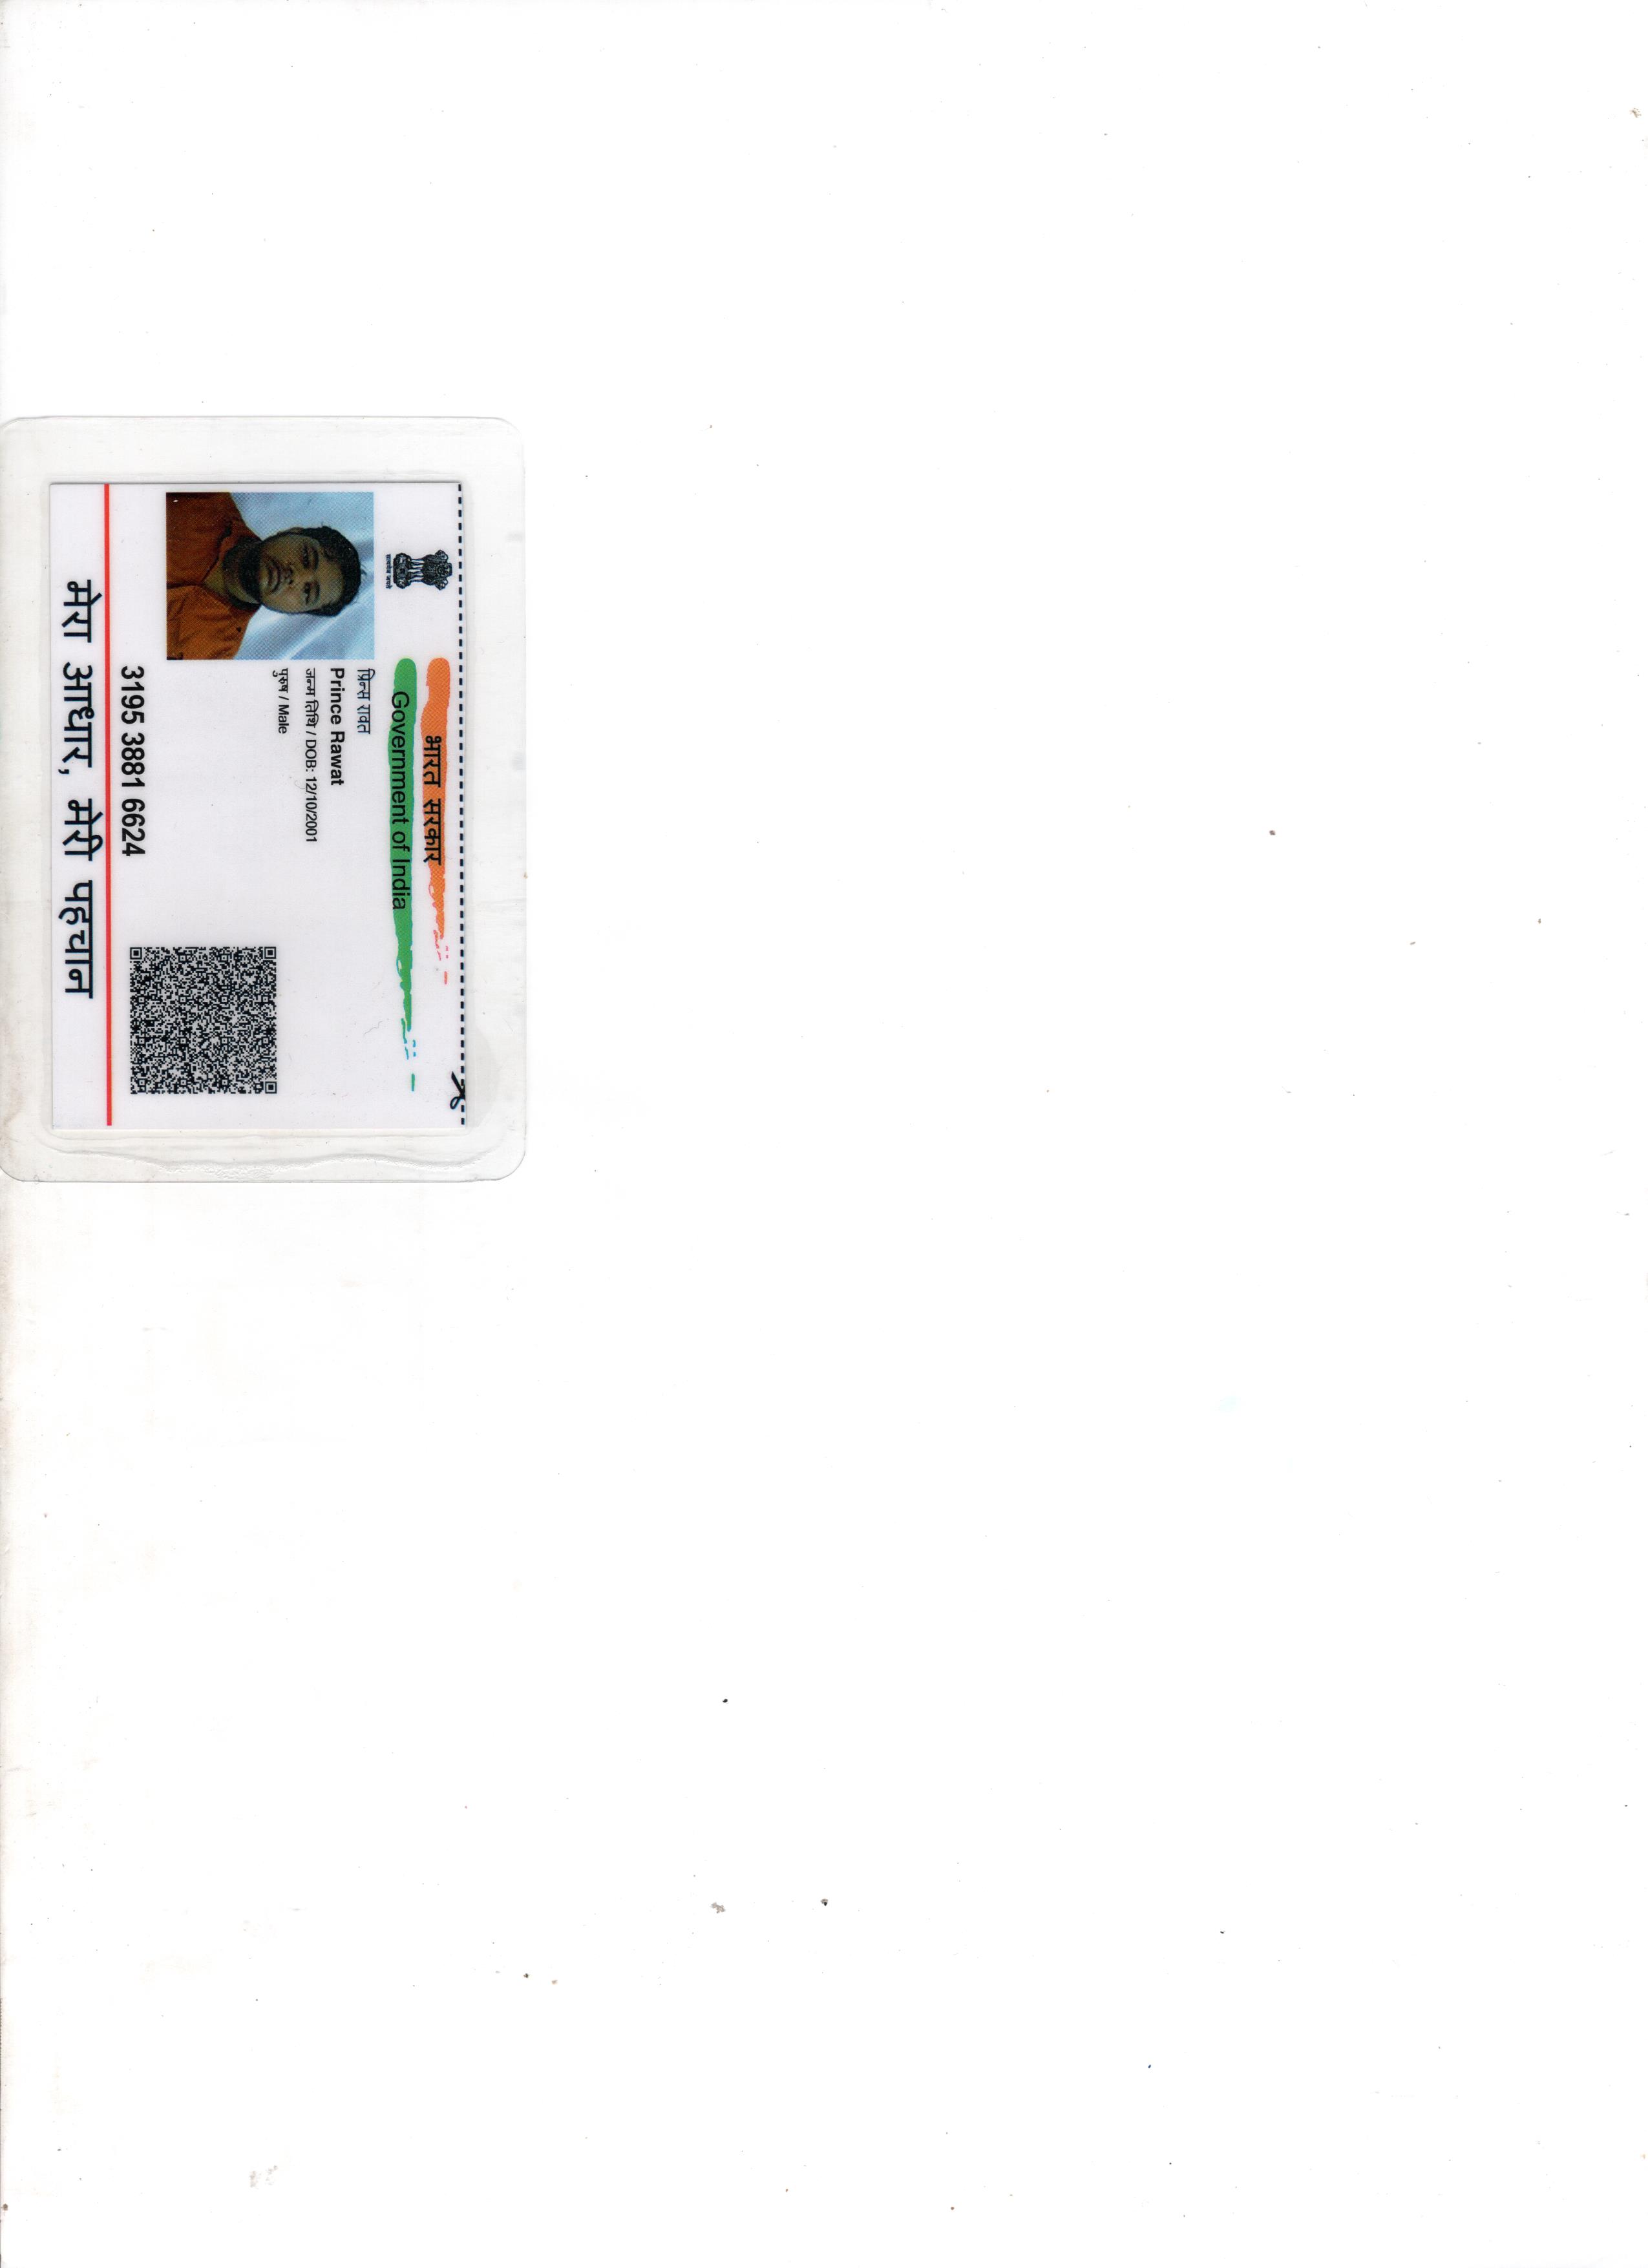 भारत सरकार
Government of India
सत्यमेव जयते
प्रिन्स रावत
Prince Rawat
जन्म तिथि / DOB: 12/10/2001
पुरुष / Male
3195 3881 6624
मेरा आधार, मेरी पहचान